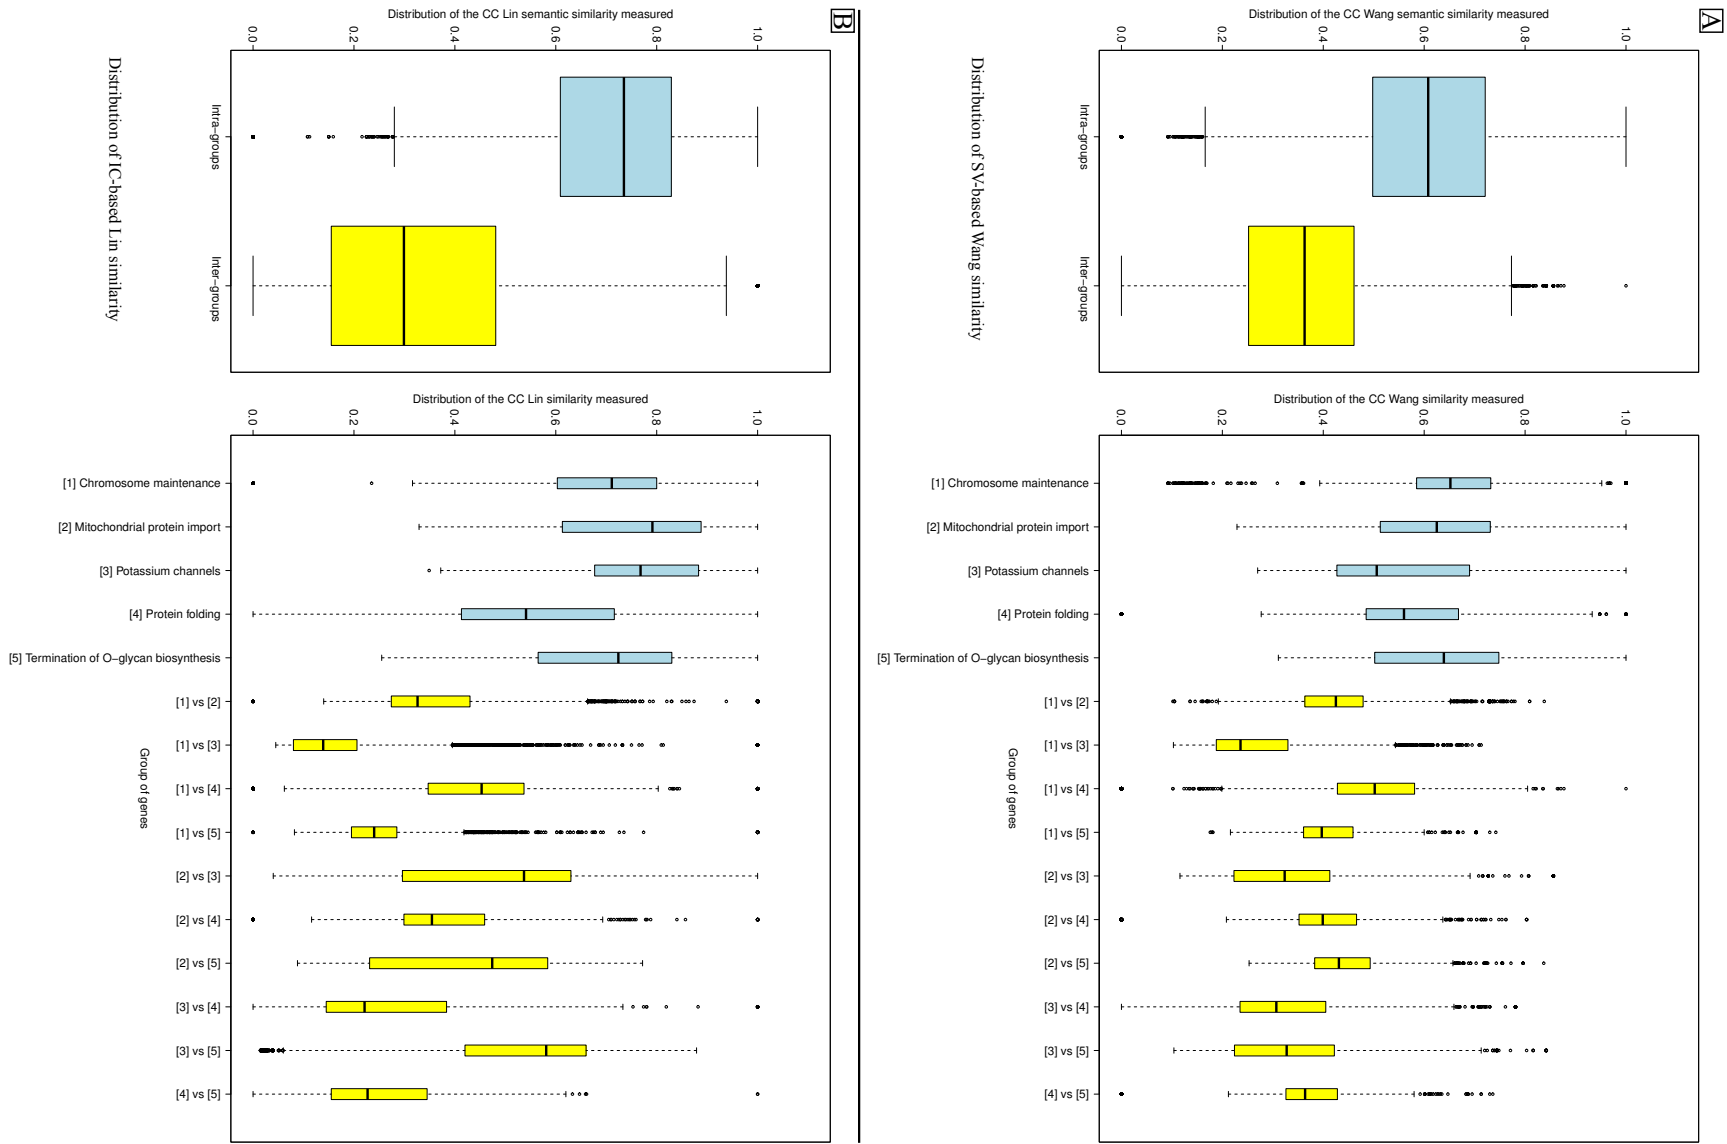 A
Distribution of the CC Wang semantic similarity measured
0.0 0.2 0.4 0.6 0.8 1.0
Intra−groups
Inter−groups
Distribution of SV-based Wang similarity
Distribution of the CC Wang similarity measured
0.0 0.2 0.4 0.6 0.8 1.0
[1] Chromosome maintenance
[2] Mitochondrial protein import
[3] Potassium channels
[4] Protein folding
[5] Termination of O−glycan biosynthesis
[1] vs [2]
[1] vs [3]
[1] vs [4]
[1] vs [5]
[2] vs [3]
[2] vs [4]
[2] vs [5]
[3] vs [4]
[3] vs [5]
[4] vs [5]
Group of genes
B
Distribution of the CC Lin semantic similarity measured
0.0 0.2 0.4 0.6 0.8 1.0
Intra−groups
Inter−groups
Distribution of IC-based Lin similarity
Distribution of the CC Lin similarity measured
0.0 0.2 0.4 0.6 0.8 1.0
[1] Chromosome maintenance
[2] Mitochondrial protein import
[3] Potassium channels
[4] Protein folding
[5] Termination of O−glycan biosynthesis
[1] vs [2]
[1] vs [3]
[1] vs [4]
[1] vs [5]
[2] vs [3]
[2] vs [4]
[2] vs [5]
[3] vs [4]
[3] vs [5]
[4] vs [5]
Group of genes